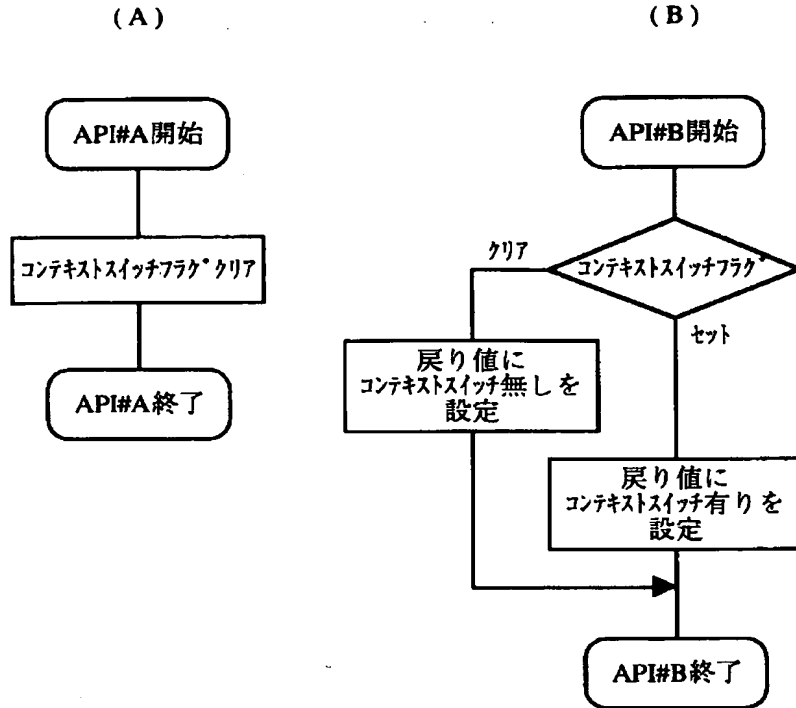 (A)
API#A開始
コンテキストスイッチフラグクリア
API#A終了
(B)
API#B開始
コンテキストスイッチフラグ
クリア
セット
戻り値に
コンテキストスイッチ無しを
設定
戻り値に
コンテキストスイッチ有りを
設定
API#B終了